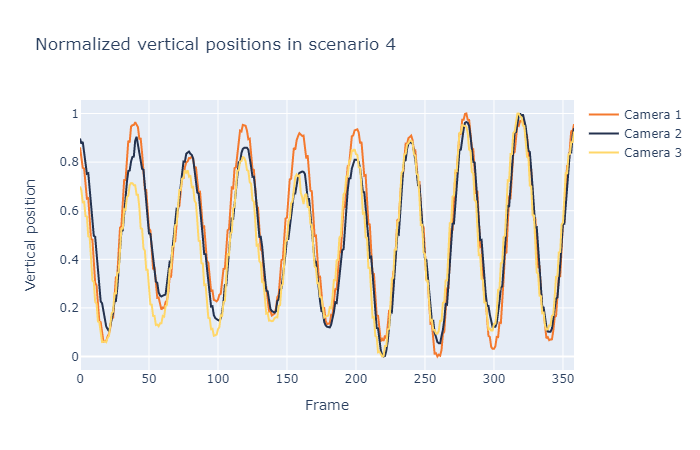 Normalized vertical positions in scenario 4
Camera 1
Camera 2
Camera 3
1
0.8
0.6
0.4
0.2
0
Vertical position
0 50 100 150 200 250 300 350
Frame